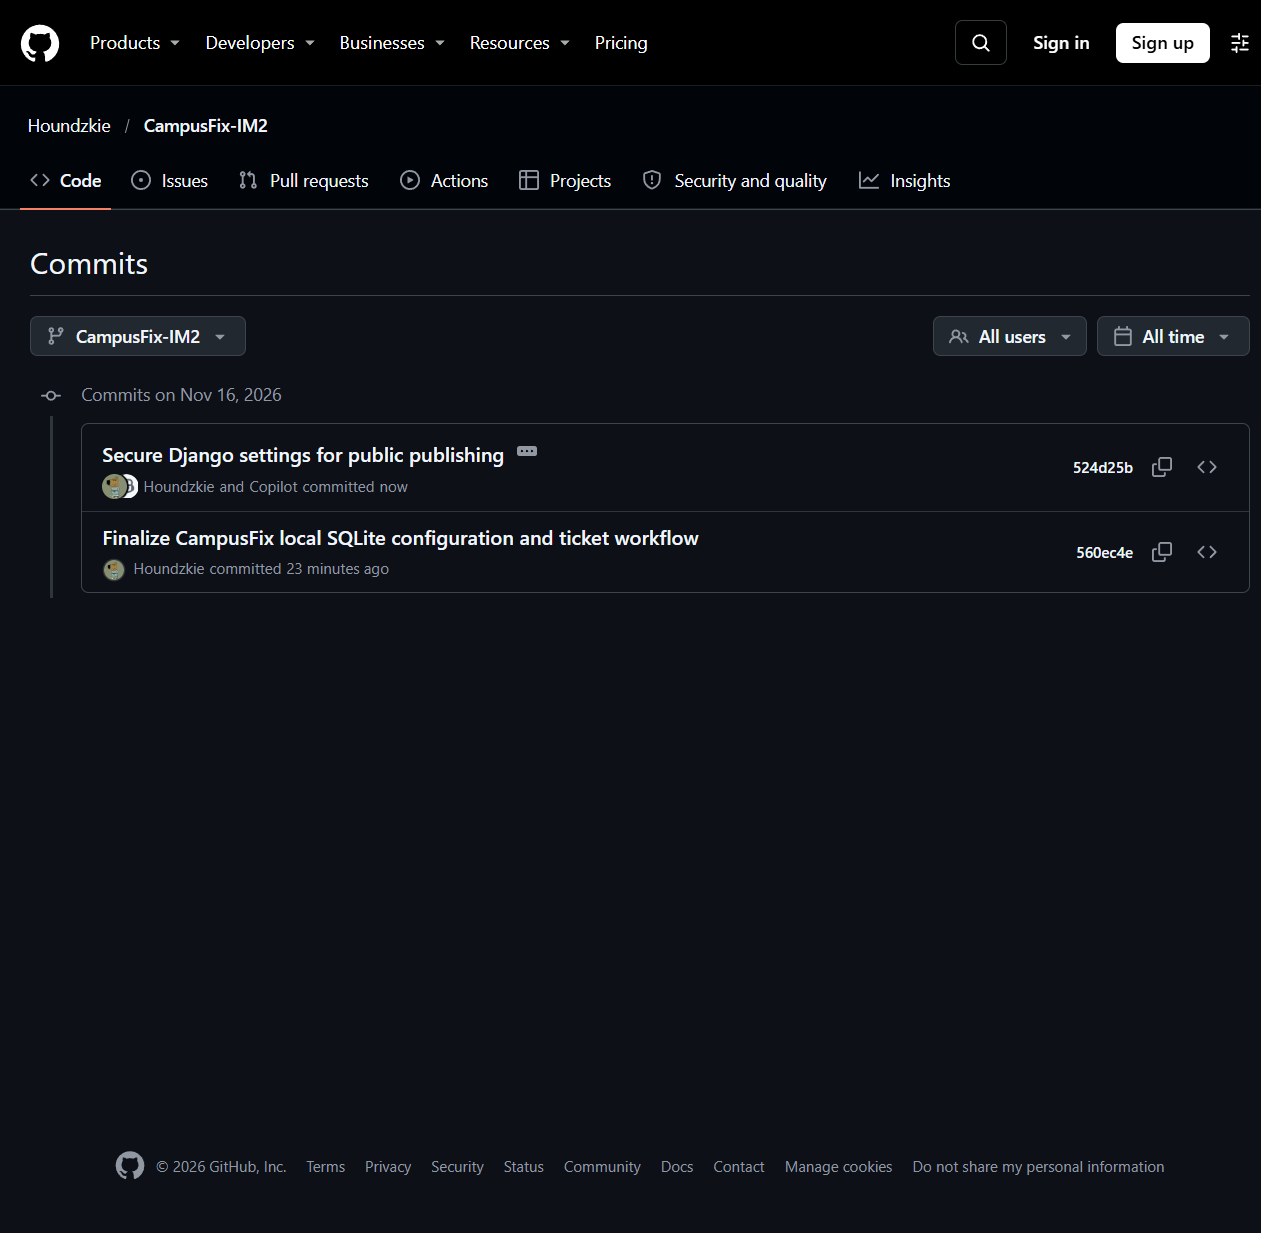 Products Developers Businesses Resources Pricing Sign in Sign up
Houndzkie / CampusFix-IM2
Code Issues Pull requests Actions Projects Security and quality Insights
Commits
CampusFix-IM2 All users All time
Commits on Nov 16, 2026
Secure Django settings for public publishing
524d25b
Houndzkie and Copilot committed now
Finalize CampusFix local SQLite configuration and ticket workflow
560ec4e
Houndzkie committed 23 minutes ago
© 2026 GitHub, Inc. Terms Privacy Security Status Community Docs Contact Manage cookies Do not share my personal information